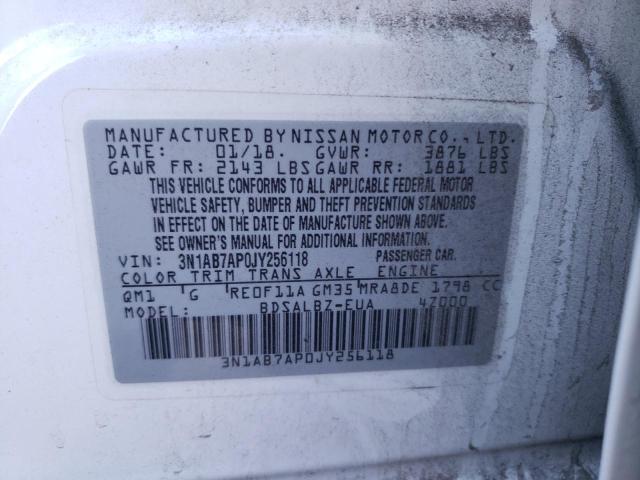 MANUFACTURED BY NISSAN MOTOR CO., LTD.
DATE: 01/18. GVWR: 3876 LBS
GAWR FR: 2143 LBS GAWR RR: 1881 LBS
THIS VEHICLE CONFORMS TO ALL APPLICABLE FEDERAL MOTOR
VEHICLE SAFETY, BUMPER AND THEFT PREVENTION STANDARDS
IN EFFECT ON THE DATE OF MANUFACTURE SHOWN ABOVE.
SEE OWNER'S MANUAL FOR ADDITIONAL INFORMATION.
VIN: 3N1AB7AP0JY256118 PASSENGER CAR.
COLOR TRIM TRANS AXLE ENGINE
QM1 G RE0F11A GM35 MRA8DE 1798 CC
MODEL: BDSALBZ-EUA 4Z000
3N1AB7AP0JY256118